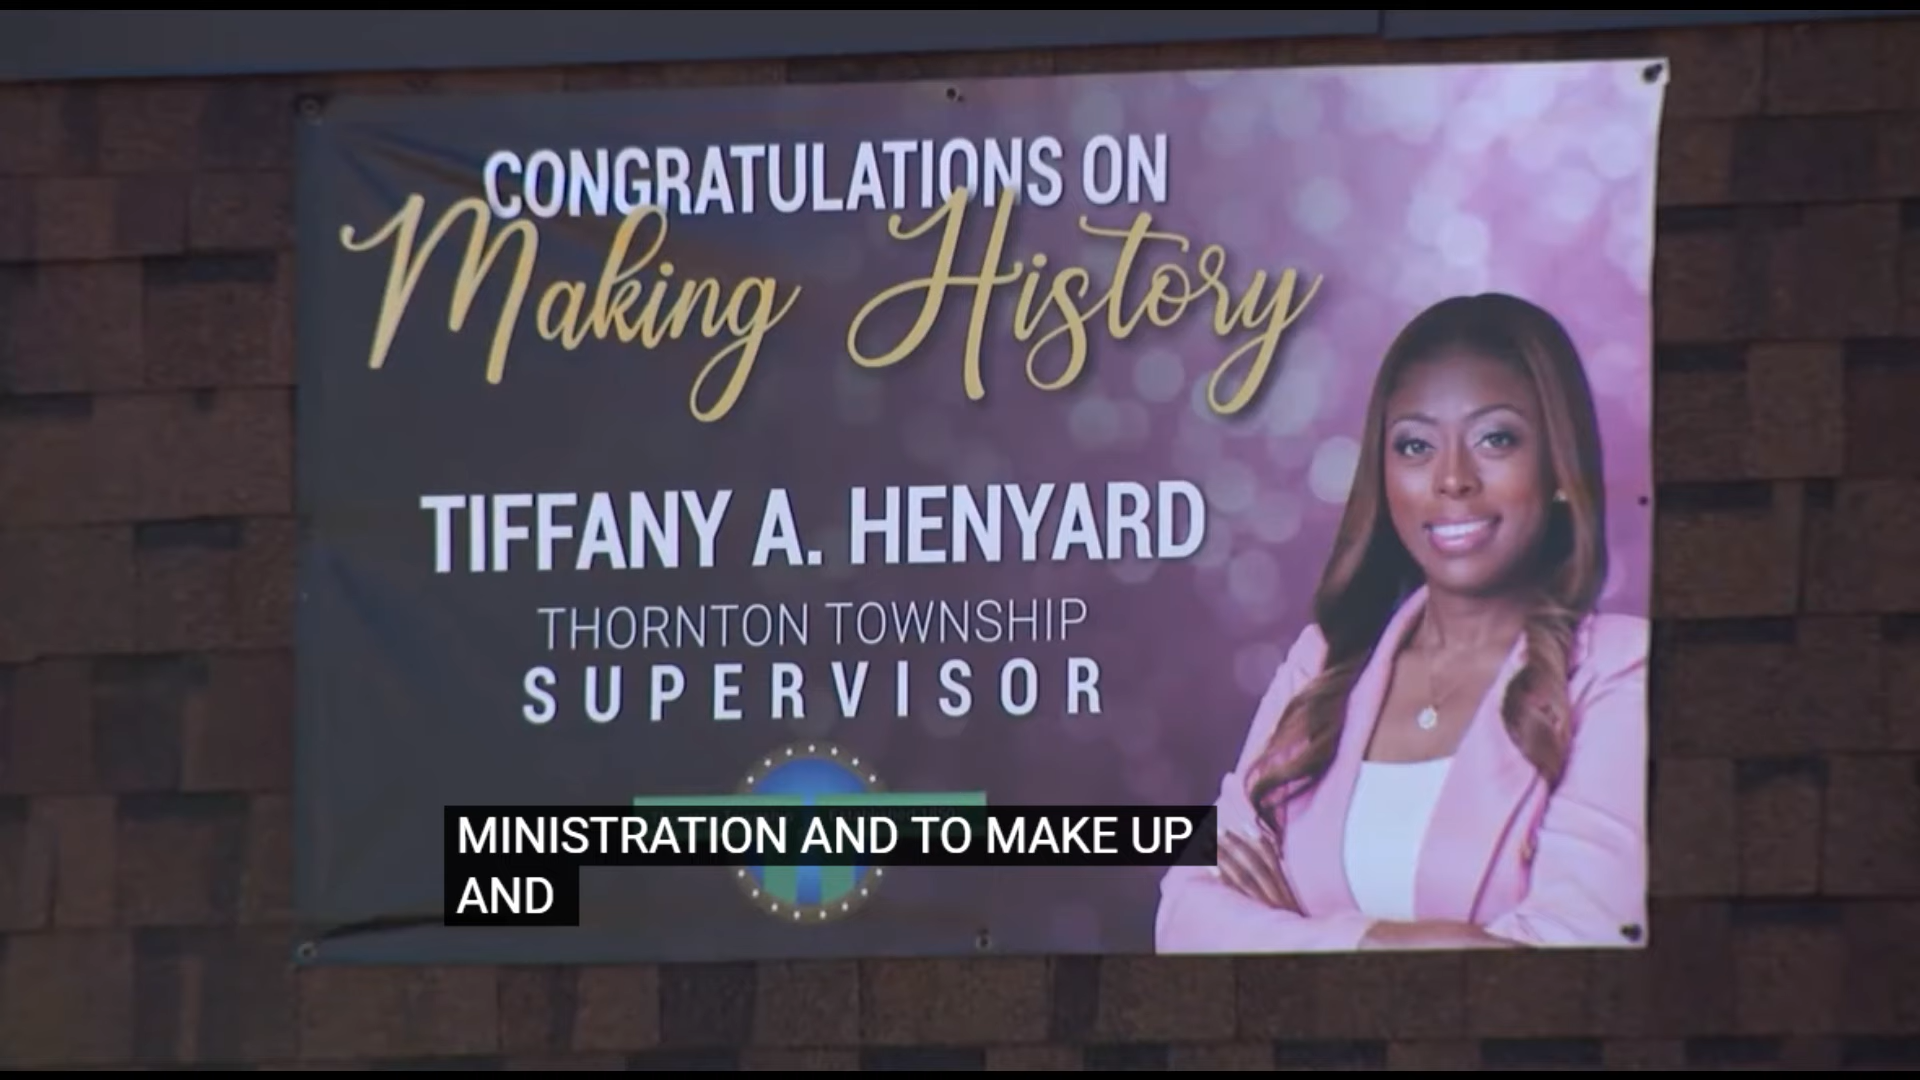 CONGRATULATIONS ON
Making History
TIFFANY A. HENYARD
THORNTON TOWNSHIP
SUPERVISOR
MINISTRATION AND TO MAKE UP
AND